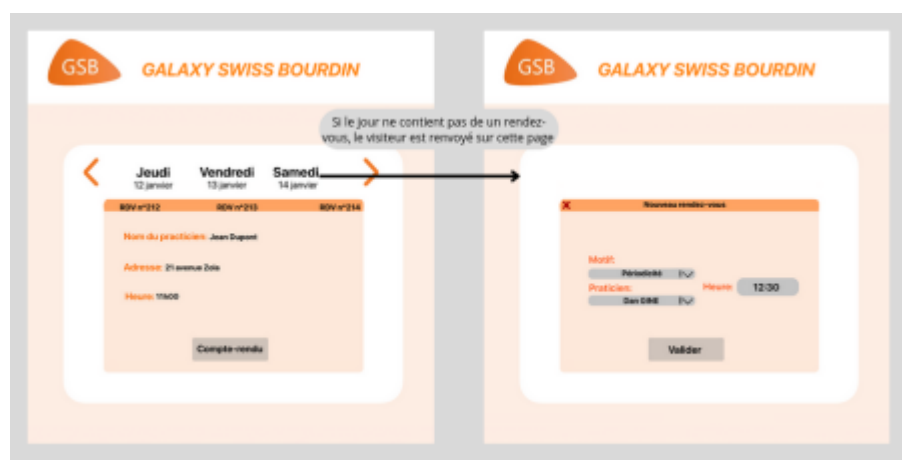 GSB
GALAXY SWISS BOURDIN
GSB
GALAXY SWISS BOURDIN
Si le jour ne contient pas de un rendez-
vous, le visiteur est renvoyé sur cette page
Jeudi Vendredi Samedi
12 janvier 13 janvier 14 janvier
RDV n°212 RDV n°213 RDV n°214
Nom du practicien: Jean Dupont
Adresse: 21 avenue Zola
Heure: 11h00
Compte-rendu
Nouveau rendez-vous
Motif:
Périodicité
Praticien:
Heure: 12:30
Dan GINE
Valider